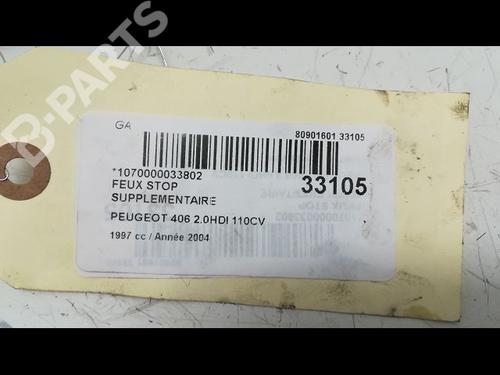 B-PARTS
GA
80901601 33105
*1070000033802
FEUX STOP
SUPPLEMENTAIRE
33105
PEUGEOT 406 2.0HDI 110CV
1997 cc / Année 2004